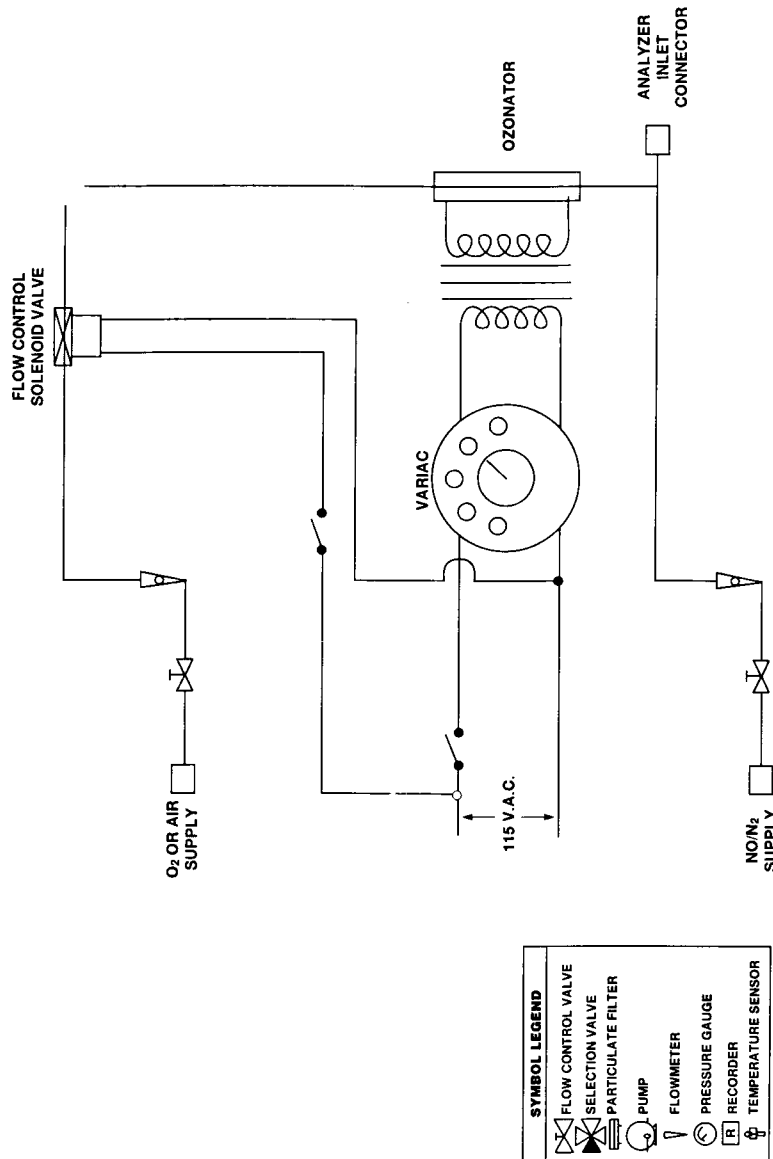 FLOW CONTROL
SOLENOID VALVE
OZONATOR
ANALYZER
INLET
CONNECTOR
VARIAC
O₂ OR AIR
SUPPLY
115 V.A.C.
NO/N₂
SUPPLY
SYMBOL LEGEND
FLOW CONTROL VALVE
SELECTION VALVE
PARTICULATE FILTER
PUMP
FLOWMETER
PRESSURE GAUGE
R RECORDER
TEMPERATURE SENSOR